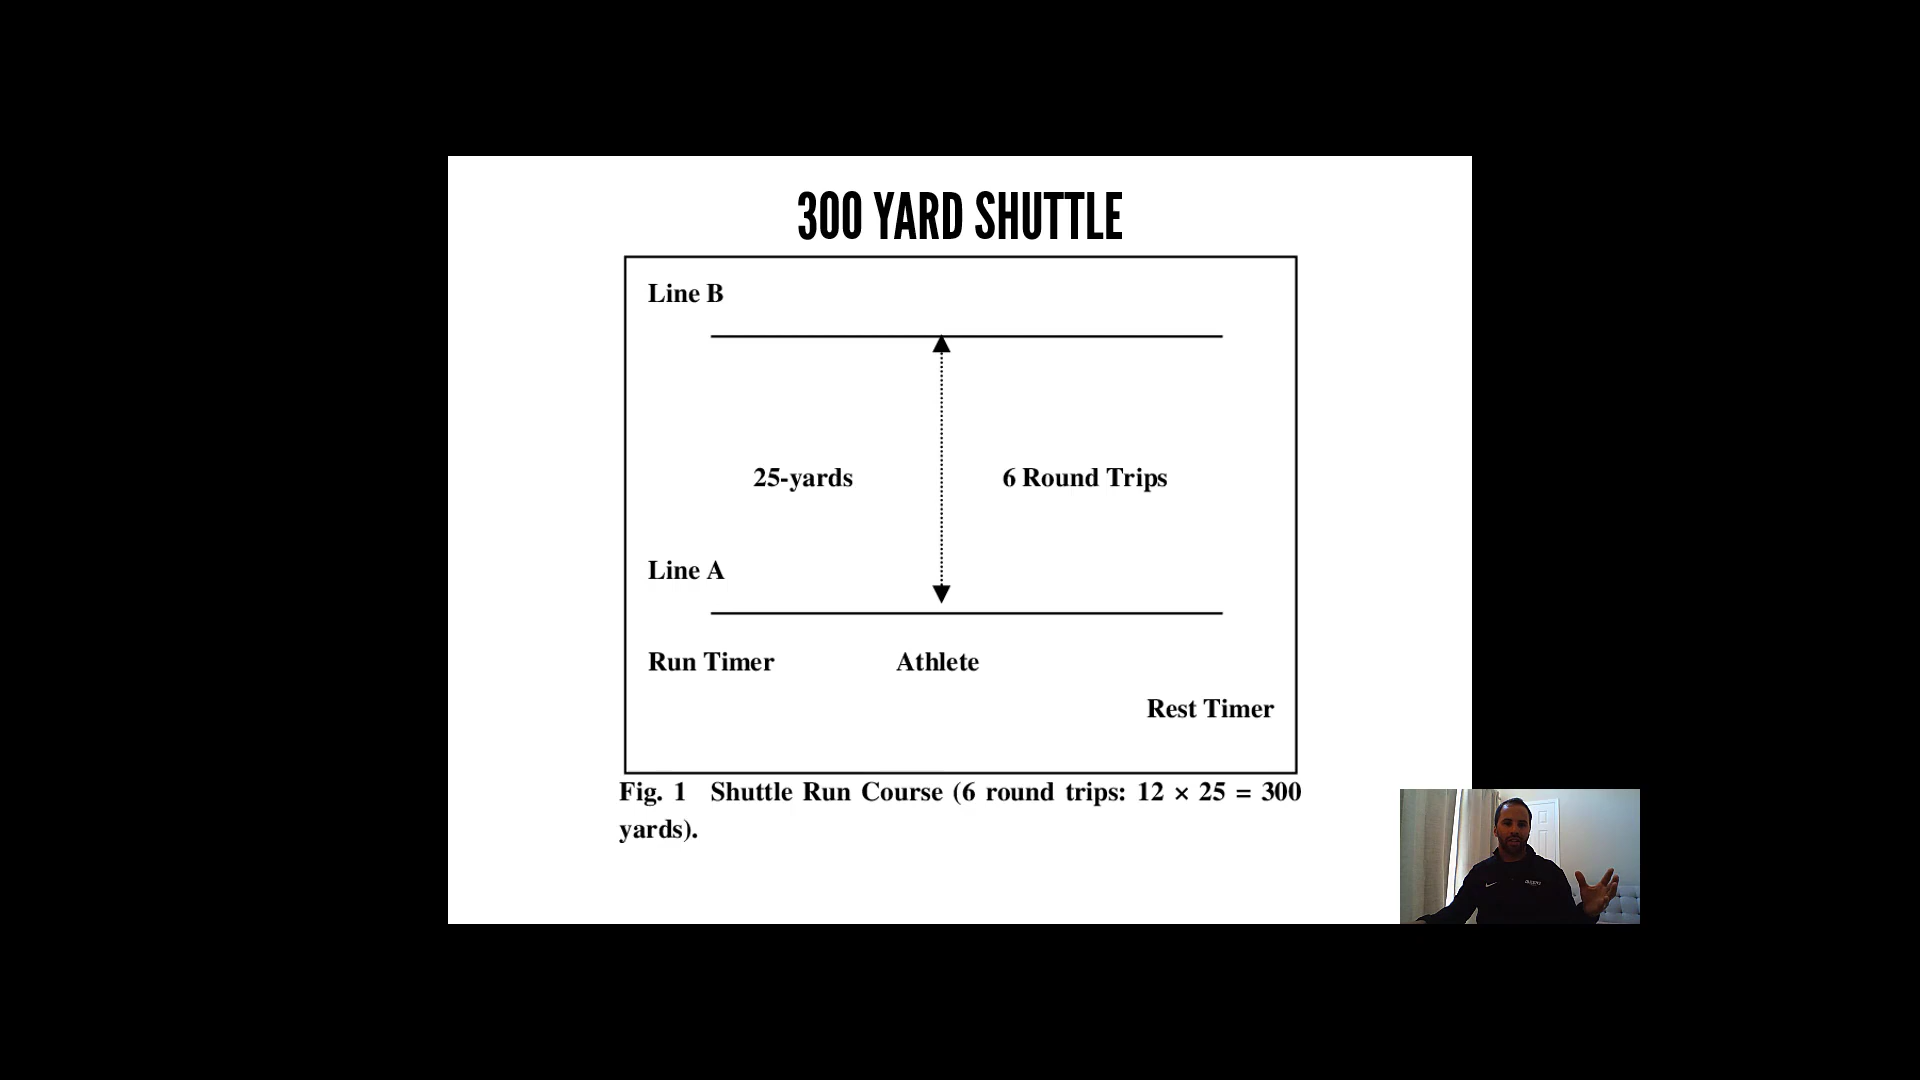 300 YARD SHUTTLE
Line B
25-yards
6 Round Trips
Line A
Run Timer
Athlete
Rest Timer
Fig. 1 Shuttle Run Course (6 round trips: 12 × 25 = 300
yards).